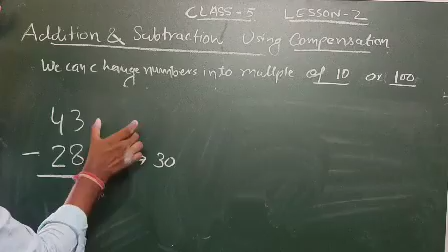 CLASS-5 LESSON-2
Addition & Subtraction Using Compensation
We can change numbers into multple of 10 or 100
43
- 28 → 30